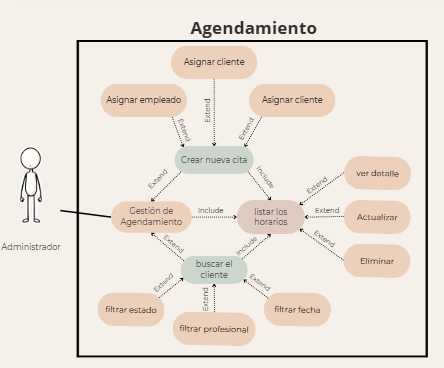 Agendamiento
Asignar cliente
Asignar empleado
Asignar cliente
Extend
Extend
Extend
Crear nueva cita
Extend
Include
ver detalle
Extend
Administrador
Gestión de
Agendamiento
Include
listar los
horarios
Extend
Actualizar
Extend
Include
Extend
Eliminar
buscar el
cliente
Extend
Extend
Extend
filtrar estado
filtrar profesional
filtrar fecha